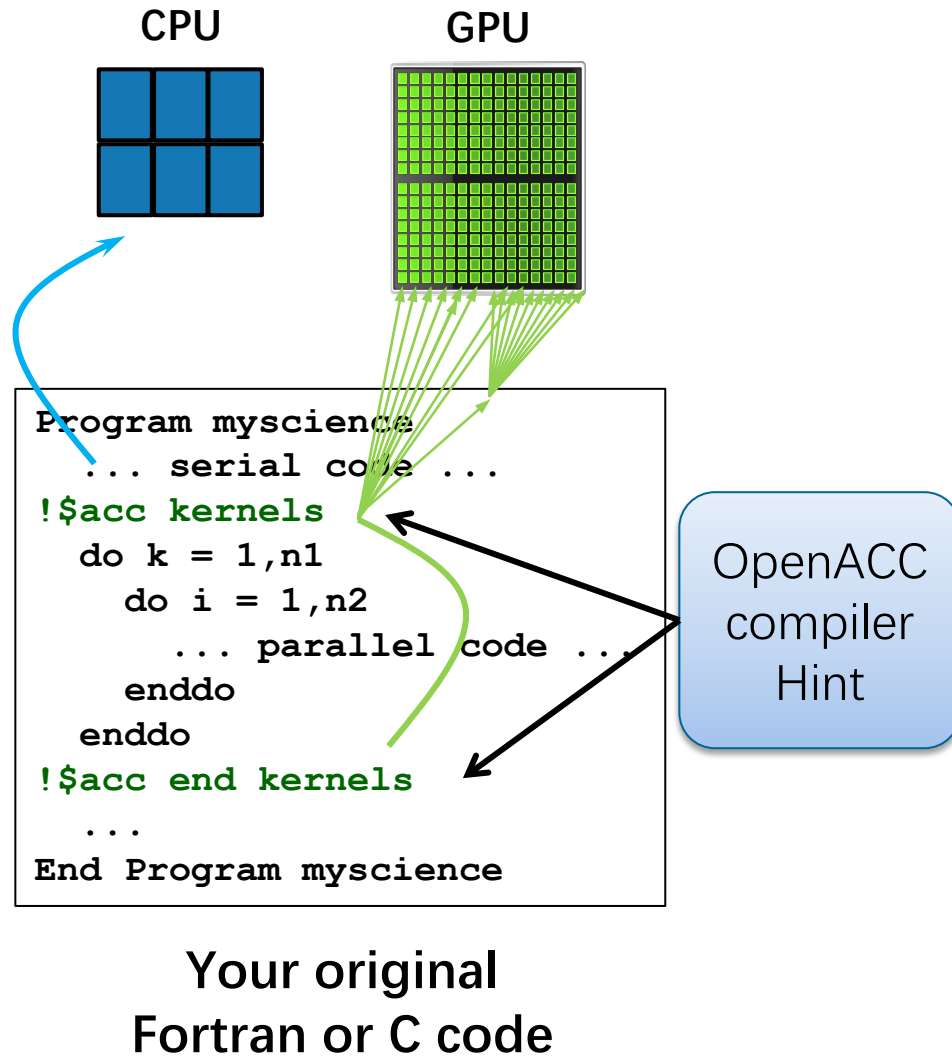 CPU
GPU
Program myscience
... serial code ...
!$acc kernels
do k = 1,n1
do i = 1,n2
... parallel code ...
enddo
enddo
!$acc end kernels
...
End Program myscience
OpenACC
compiler
Hint
Your original
Fortran or C code